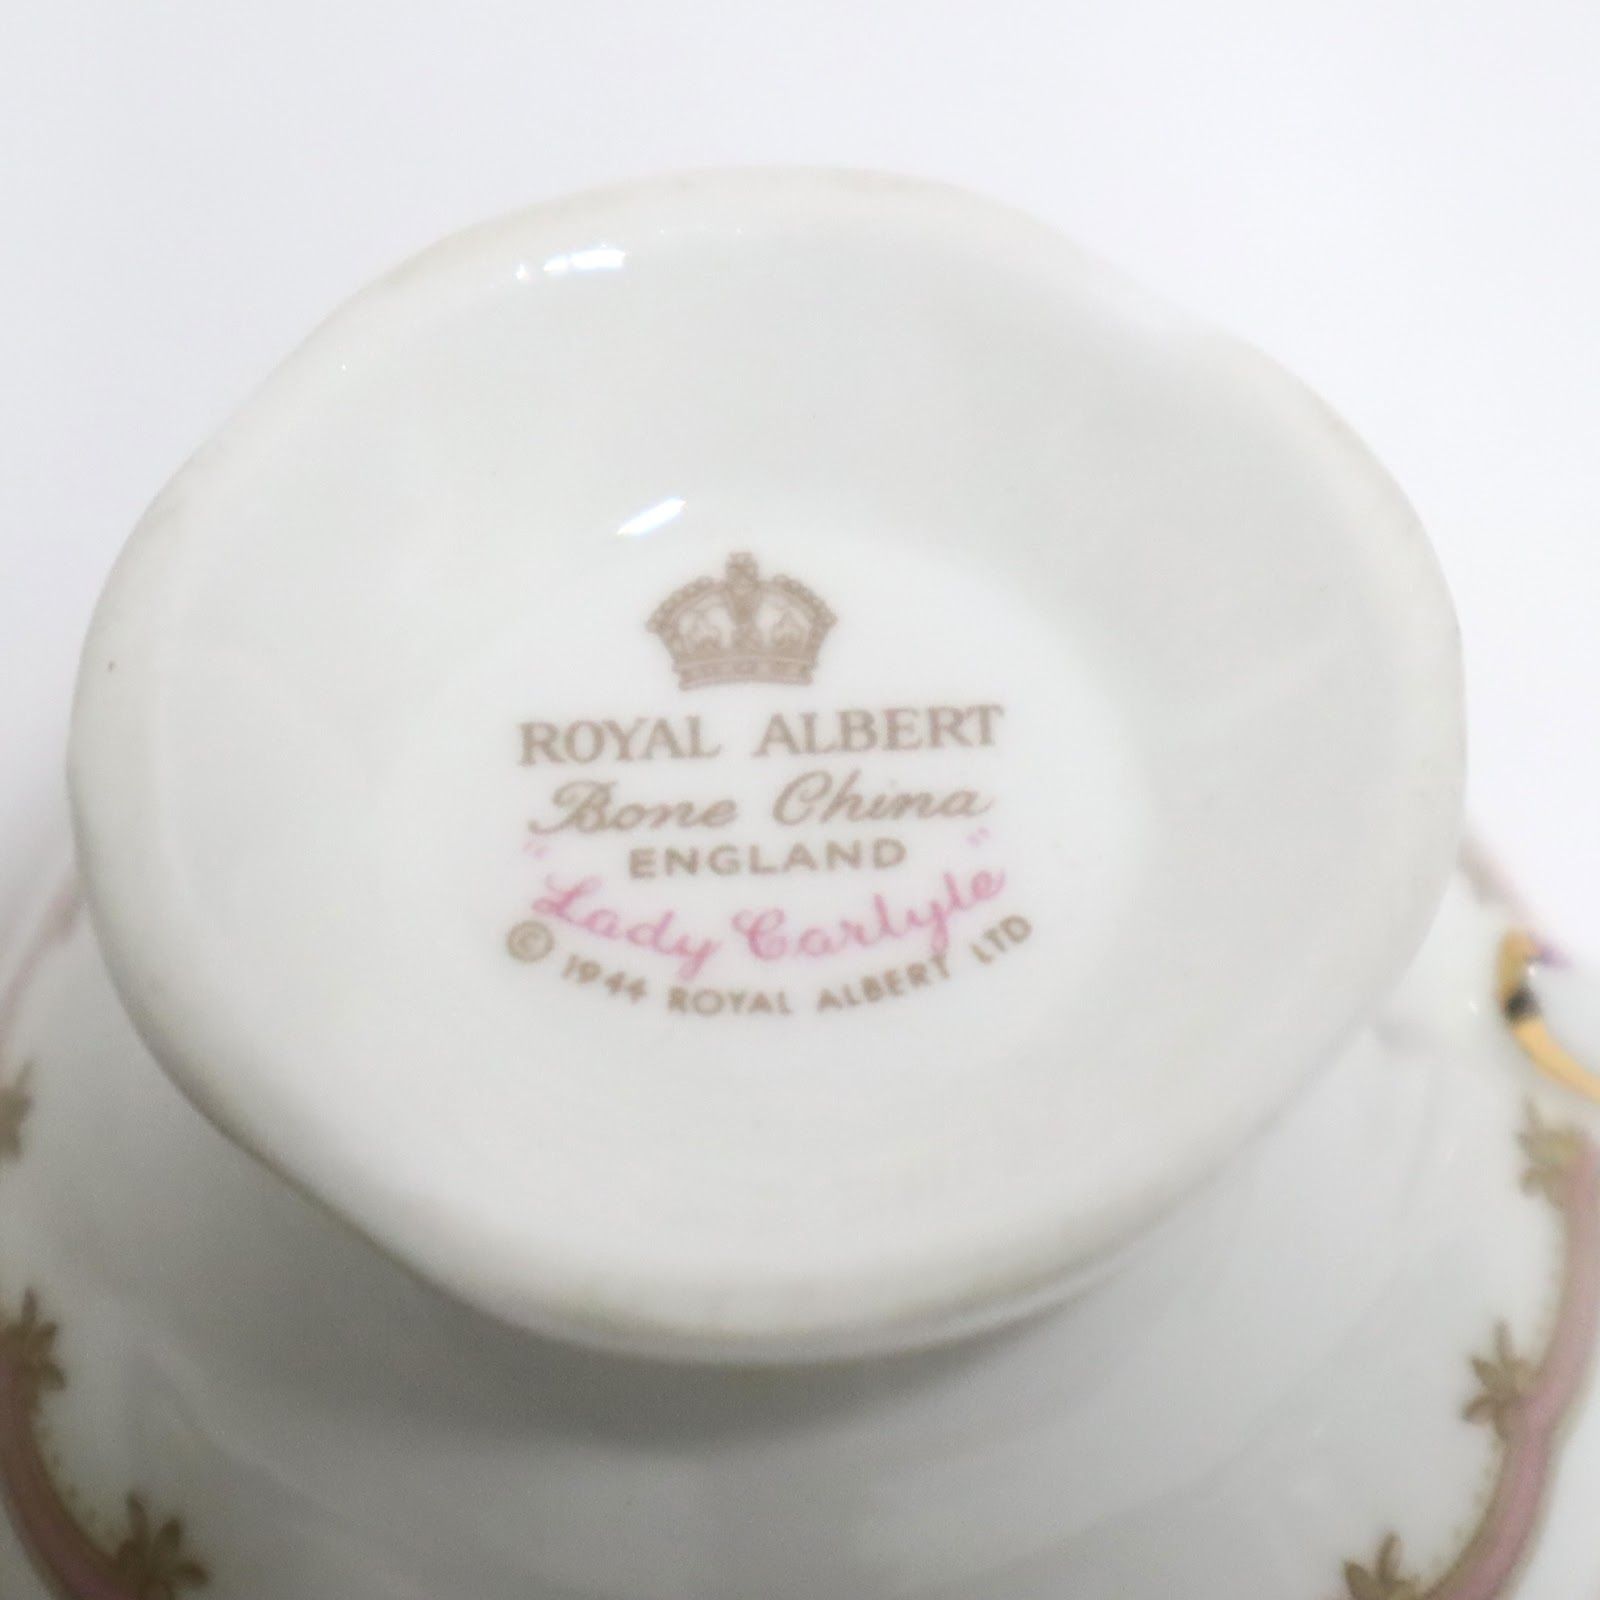 ROYAL ALBERT
Bone China
ENGLAND
"Lady Carlyle"
© 1944 ROYAL ALBERT LTD